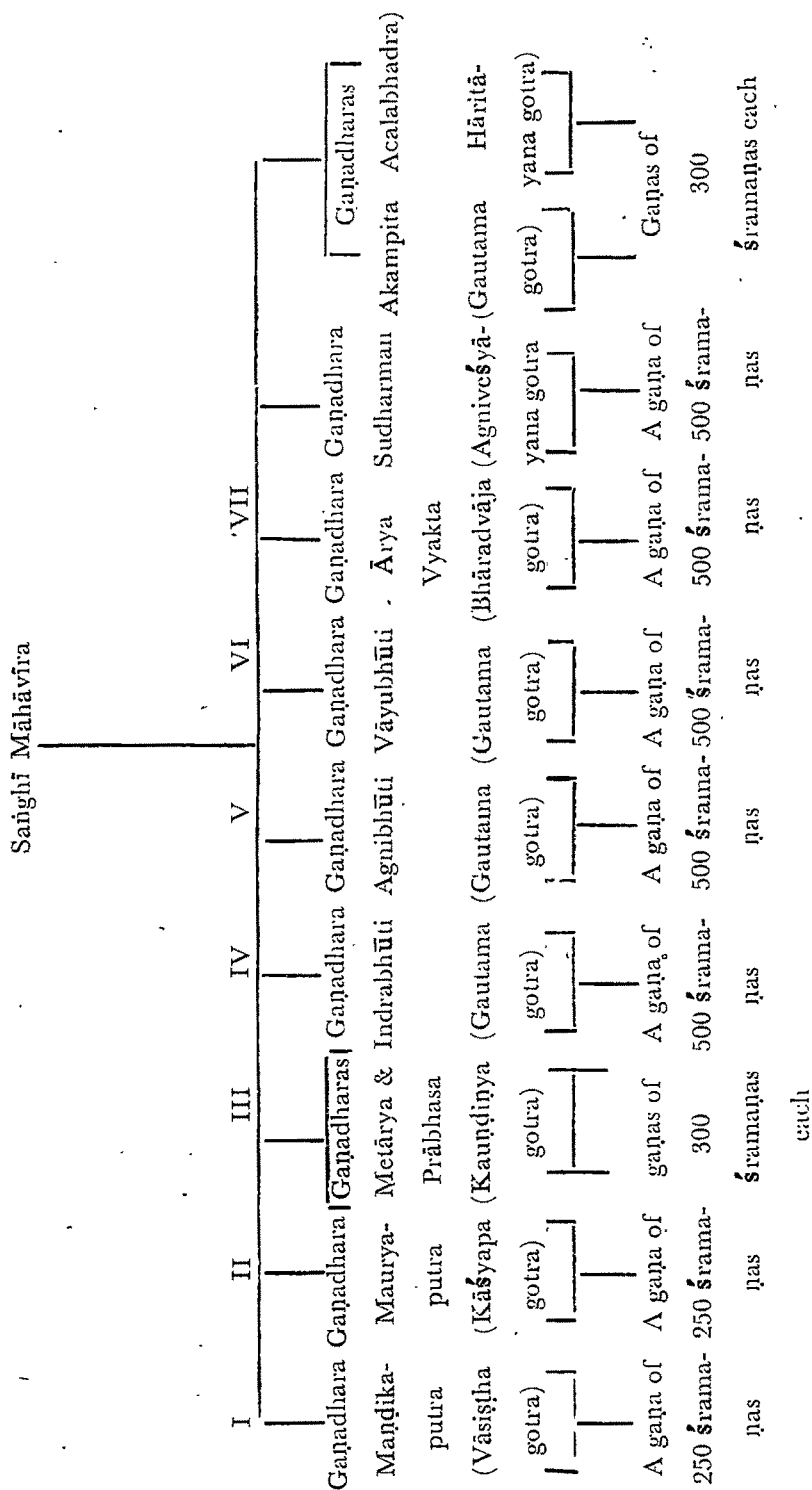 Saṅghī Māhāvīra
I II III IV V VI VII
Gaṇadhara Gaṇadhara Gaṇadharas Gaṇadhara Gaṇadhara Gaṇadhara Gaṇadhara Gaṇadhara Gaṇadharas
Maṇḍika- Maurya- Metārya & Indrabhūti Agnibhūti Vāyubhūti Ārya Sudharman Akampita Acalabhadra)
putra putra Prābhasa Vyakta
(Vāsiṣṭha (Kāśyapa (Kauṇḍinya (Gautama (Gautama (Gautama (Bhāradvāja (Agniveśyā- (Gautama Hāritā-
gotra) gotra) gotra) gotra) gotra) gotra) gotra) yana gotra gotra) yana gotra)
A gaṇa of A gaṇa of gaṇas of A gaṇa of A gaṇa of A gaṇa of A gaṇa of A gaṇa of Gaṇas of
250 śrama- 250 śrama- 300 500 śrama- 500 śrama- 500 śrama- 500 śrama- 500 śrama- 300
ṇas ṇas śramaṇas ṇas ṇas ṇas ṇas ṇas śramaṇas each
each